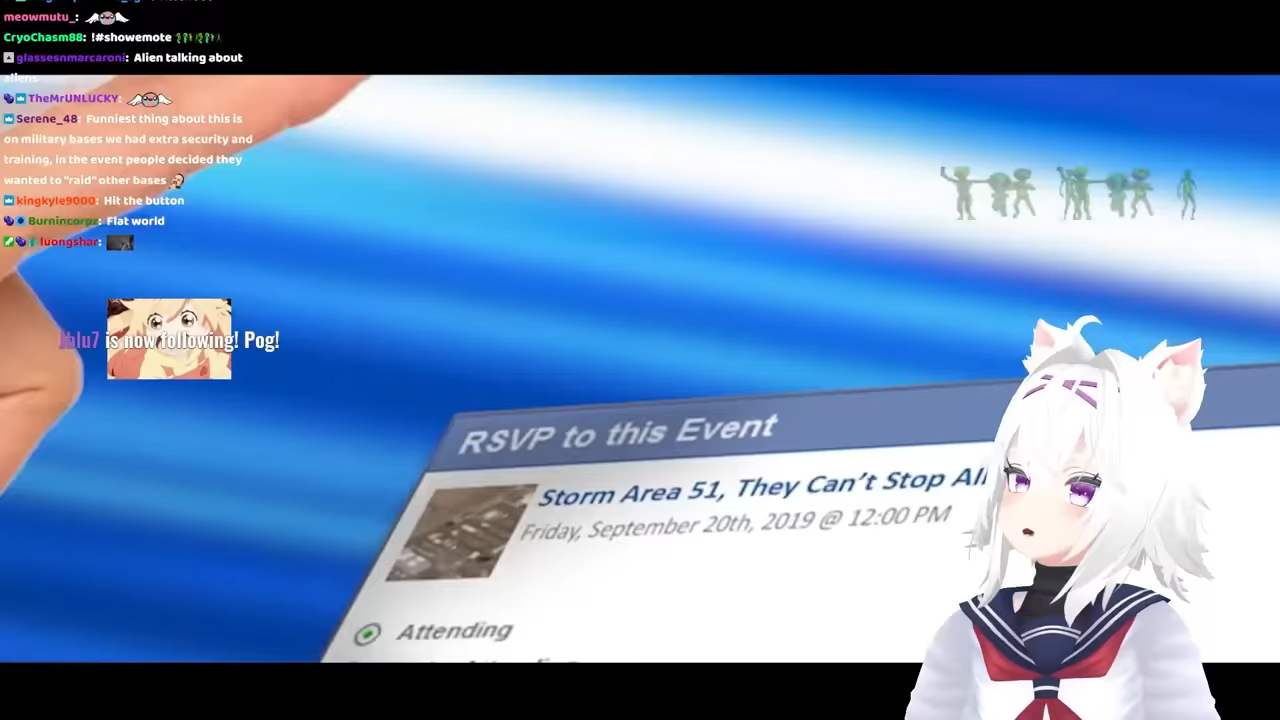 meowmutu_:
CryoChasm88: !#showemote
glassesnmarcaroni: Alien talking about
aliens
TheMrUNLUCKY:
Serene_48: Funniest thing about this is
on military bases we had extra security and
training, in the event people decided they
wanted to "raid" other bases
kingkyle9000: Hit the button
Burnincorpz: Flat world
luongshar:
is now following! Pog!
RSVP to this Event
Storm Area 51, They Can't Stop All
Friday, September 20th, 2019 @ 12:00 PM
Attending